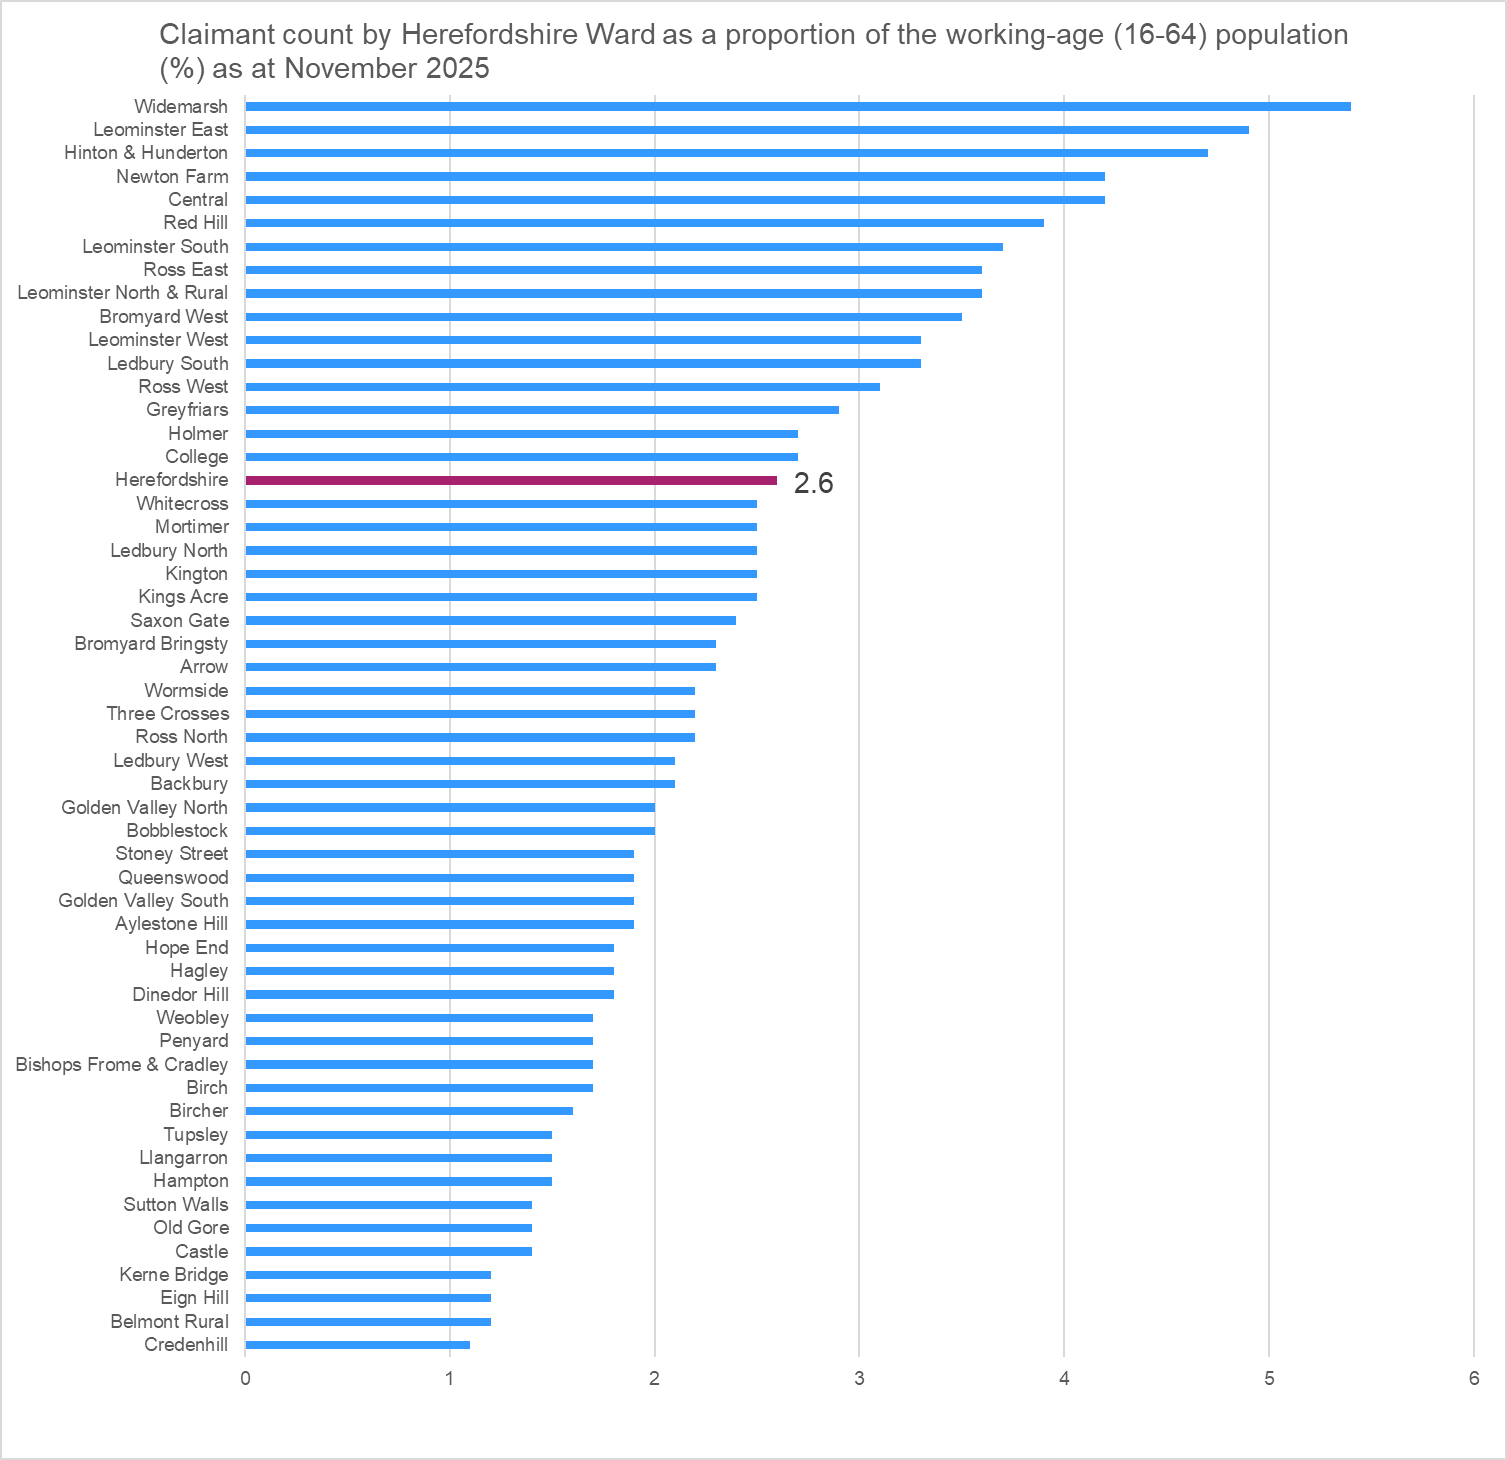 Claimant count by Herefordshire Ward as a proportion of the working-age (16-64) population
(%) as at November 2025
Widemarsh
Leominster East
Hinton & Hunderton
Newton Farm
Central
Red Hill
Leominster South
Ross East
Leominster North & Rural
Bromyard West
Leominster West
Ledbury South
Ross West
Greyfriars
Holmer
College
Herefordshire 2.6
Whitecross
Mortimer
Ledbury North
Kington
Kings Acre
Saxon Gate
Bromyard Bringsty
Arrow
Wormside
Three Crosses
Ross North
Ledbury West
Backbury
Golden Valley North
Bobblestock
Stoney Street
Queenswood
Golden Valley South
Aylestone Hill
Hope End
Hagley
Dinedor Hill
Weobley
Penyard
Bishops Frome & Cradley
Birch
Bircher
Tupsley
Llangarron
Hampton
Sutton Walls
Old Gore
Castle
Kerne Bridge
Eign Hill
Belmont Rural
Credenhill
0 1 2 3 4 5 6